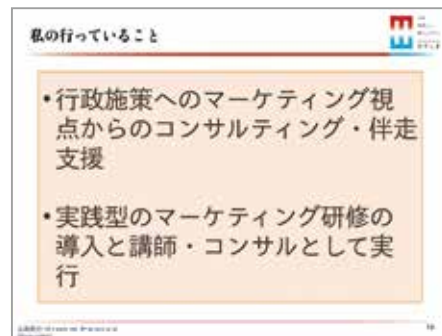 私の行っていること
•行政施策へのマーケティング視
点からのコンサルティング・伴走
支援
•実践型のマーケティング研修の
導入と講師・コンサルとして実
行